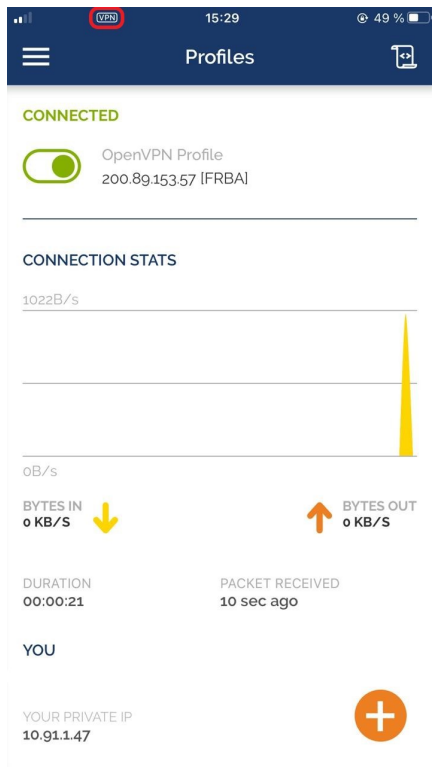 VPN 15:29 49 %
Profiles
CONNECTED
OpenVPN Profile
200.89.153.57 [FRBA]
CONNECTION STATS
1022B/s
0B/s
BYTES IN
0 KB/S
BYTES OUT
0 KB/S
DURATION
00:00:21
PACKET RECEIVED
10 sec ago
YOU
YOUR PRIVATE IP
10.91.1.47